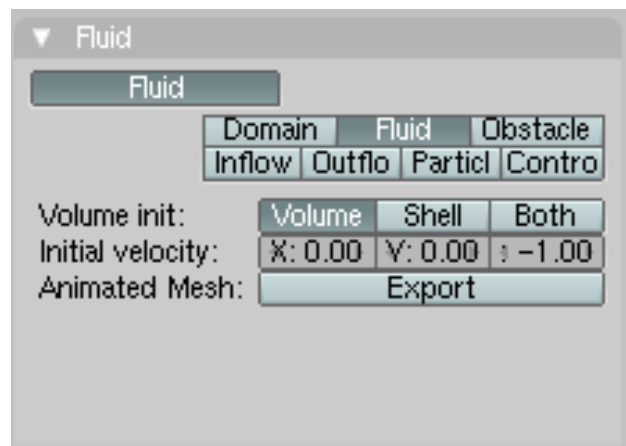 Fluid
Fluid
Domain Fluid Obstacle
Inflow Outflo Particl Contro
Volume init: Volume Shell Both
Initial velocity: X: 0.00 Y: 0.00 -1.00
Animated Mesh: Export